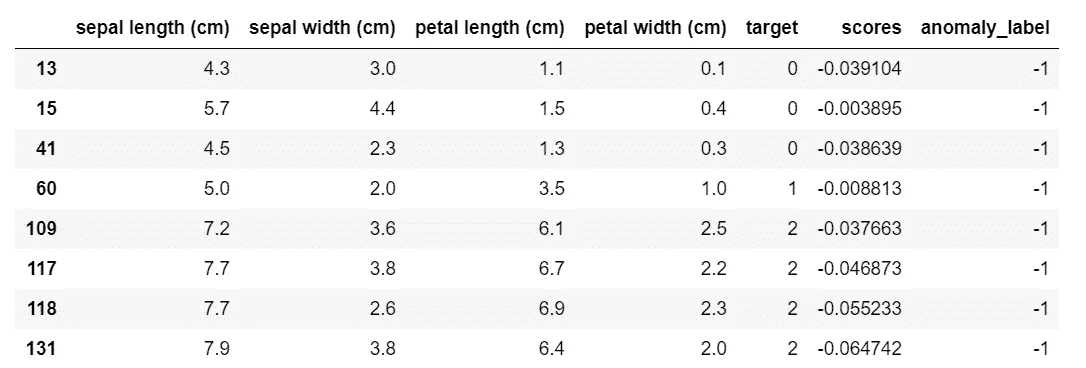 sepal length (cm) sepal width (cm) petal length (cm) petal width (cm) target scores anomaly_label
13 4.3 3.0 1.1 0.1 0 -0.039104 -1
15 5.7 4.4 1.5 0.4 0 -0.003895 -1
41 4.5 2.3 1.3 0.3 0 -0.038639 -1
60 5.0 2.0 3.5 1.0 1 -0.008813 -1
109 7.2 3.6 6.1 2.5 2 -0.037663 -1
117 7.7 3.8 6.7 2.2 2 -0.046873 -1
118 7.7 2.6 6.9 2.3 2 -0.055233 -1
131 7.9 3.8 6.4 2.0 2 -0.064742 -1